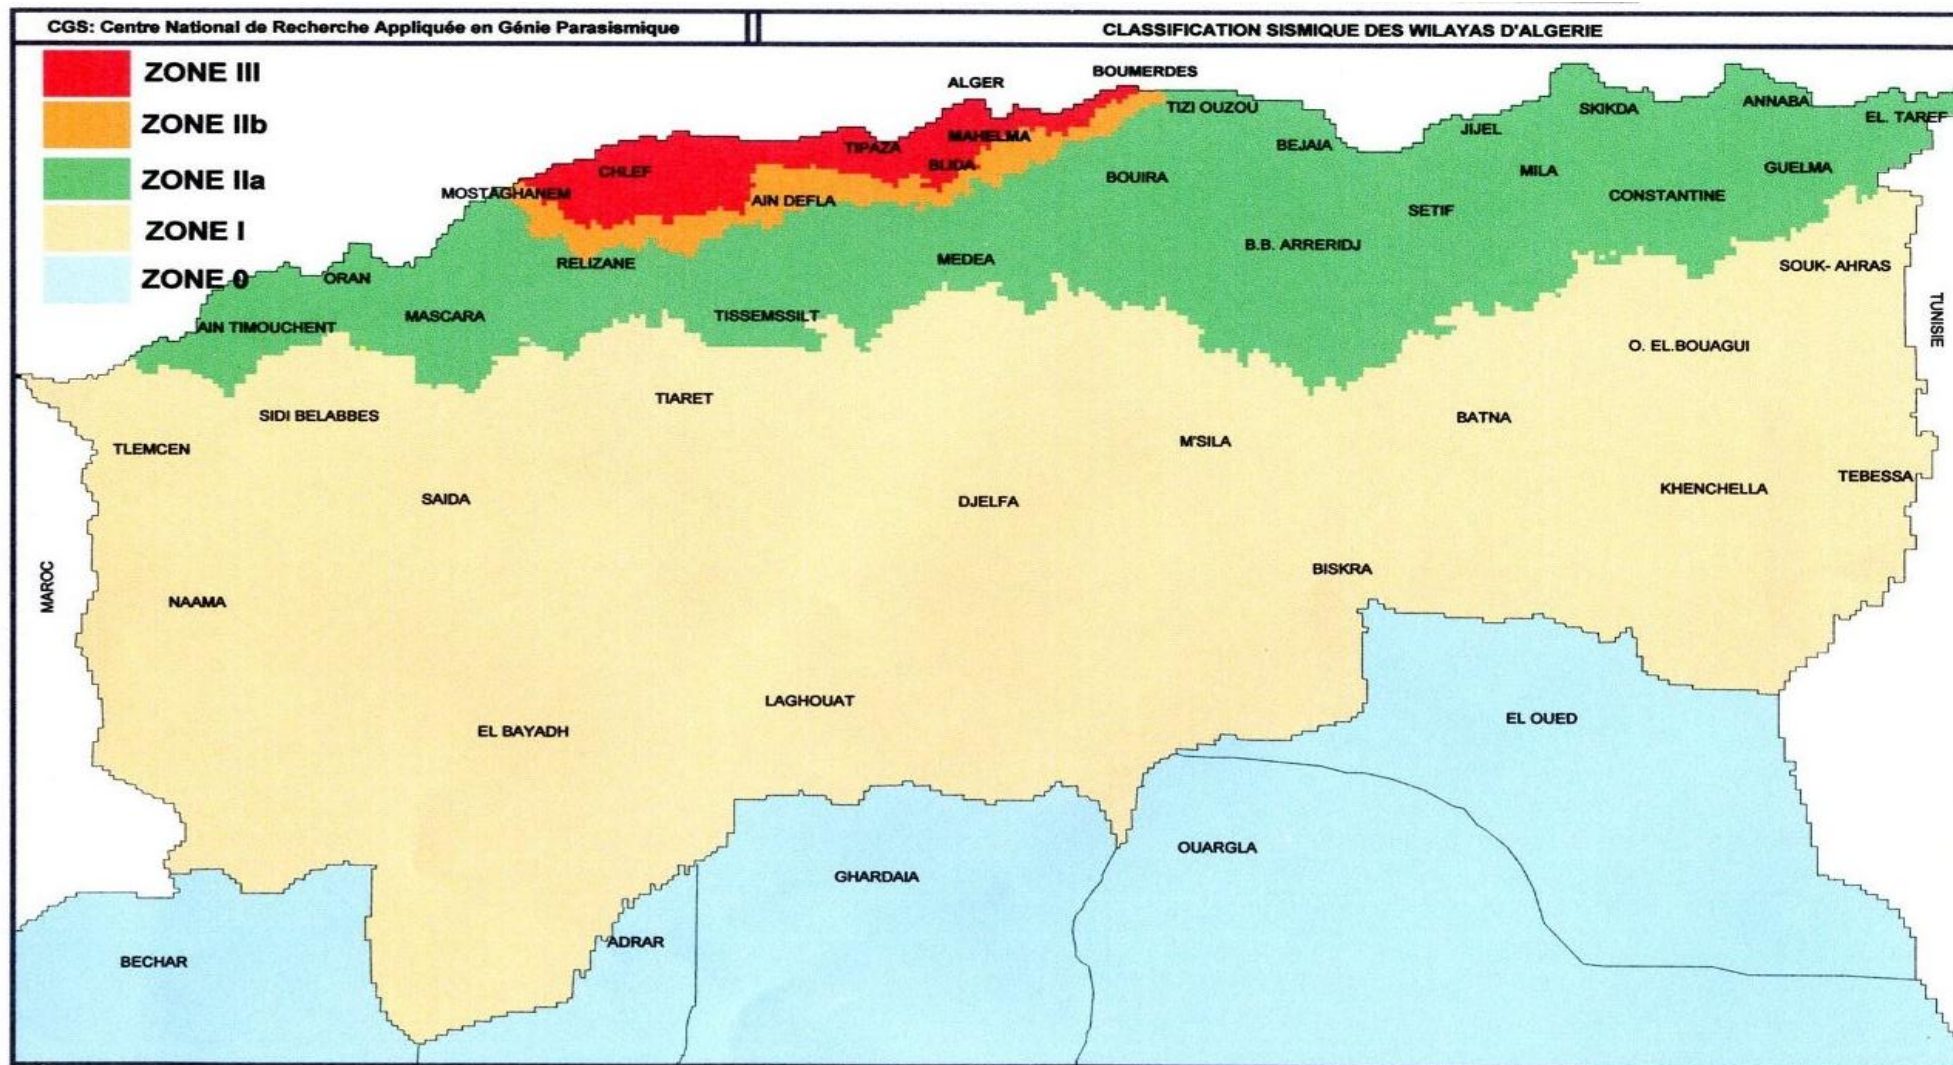 CGS: Centre National de Recherche Appliquée en Génie Parasismique
CLASSIFICATION SISMIQUE DES WILAYAS D'ALGERIE
ZONE III
ZONE IIb
ZONE IIa
ZONE I
ZONE 0
ALGER
BOUMERDES
TIZI OUZOU
SKIKDA
ANNABA
EL. TAREF
JIJEL
MAHELMA
BEJAIA
TIPAZA
BLIDA
CHLEF
BOUIRA
MILA
GUELMA
MOSTAGHANEM
AIN DEFLA
CONSTANTINE
SETIF
B.B. ARRERIDJ
RELIZANE
MEDEA
SOUK- AHRAS
ORAN
MASCARA
TISSEMSSILT
AIN TIMOUCHENT
TUNISIE
O. EL.BOUAGUI
TIARET
SIDI BELABBES
BATNA
M'SILA
TLEMCEN
TEBESSA
KHENCHELLA
SAIDA
DJELFA
BISKRA
MAROC
NAAMA
LAGHOUAT
EL OUED
EL BAYADH
OUARGLA
GHARDAIA
ADRAR
BECHAR